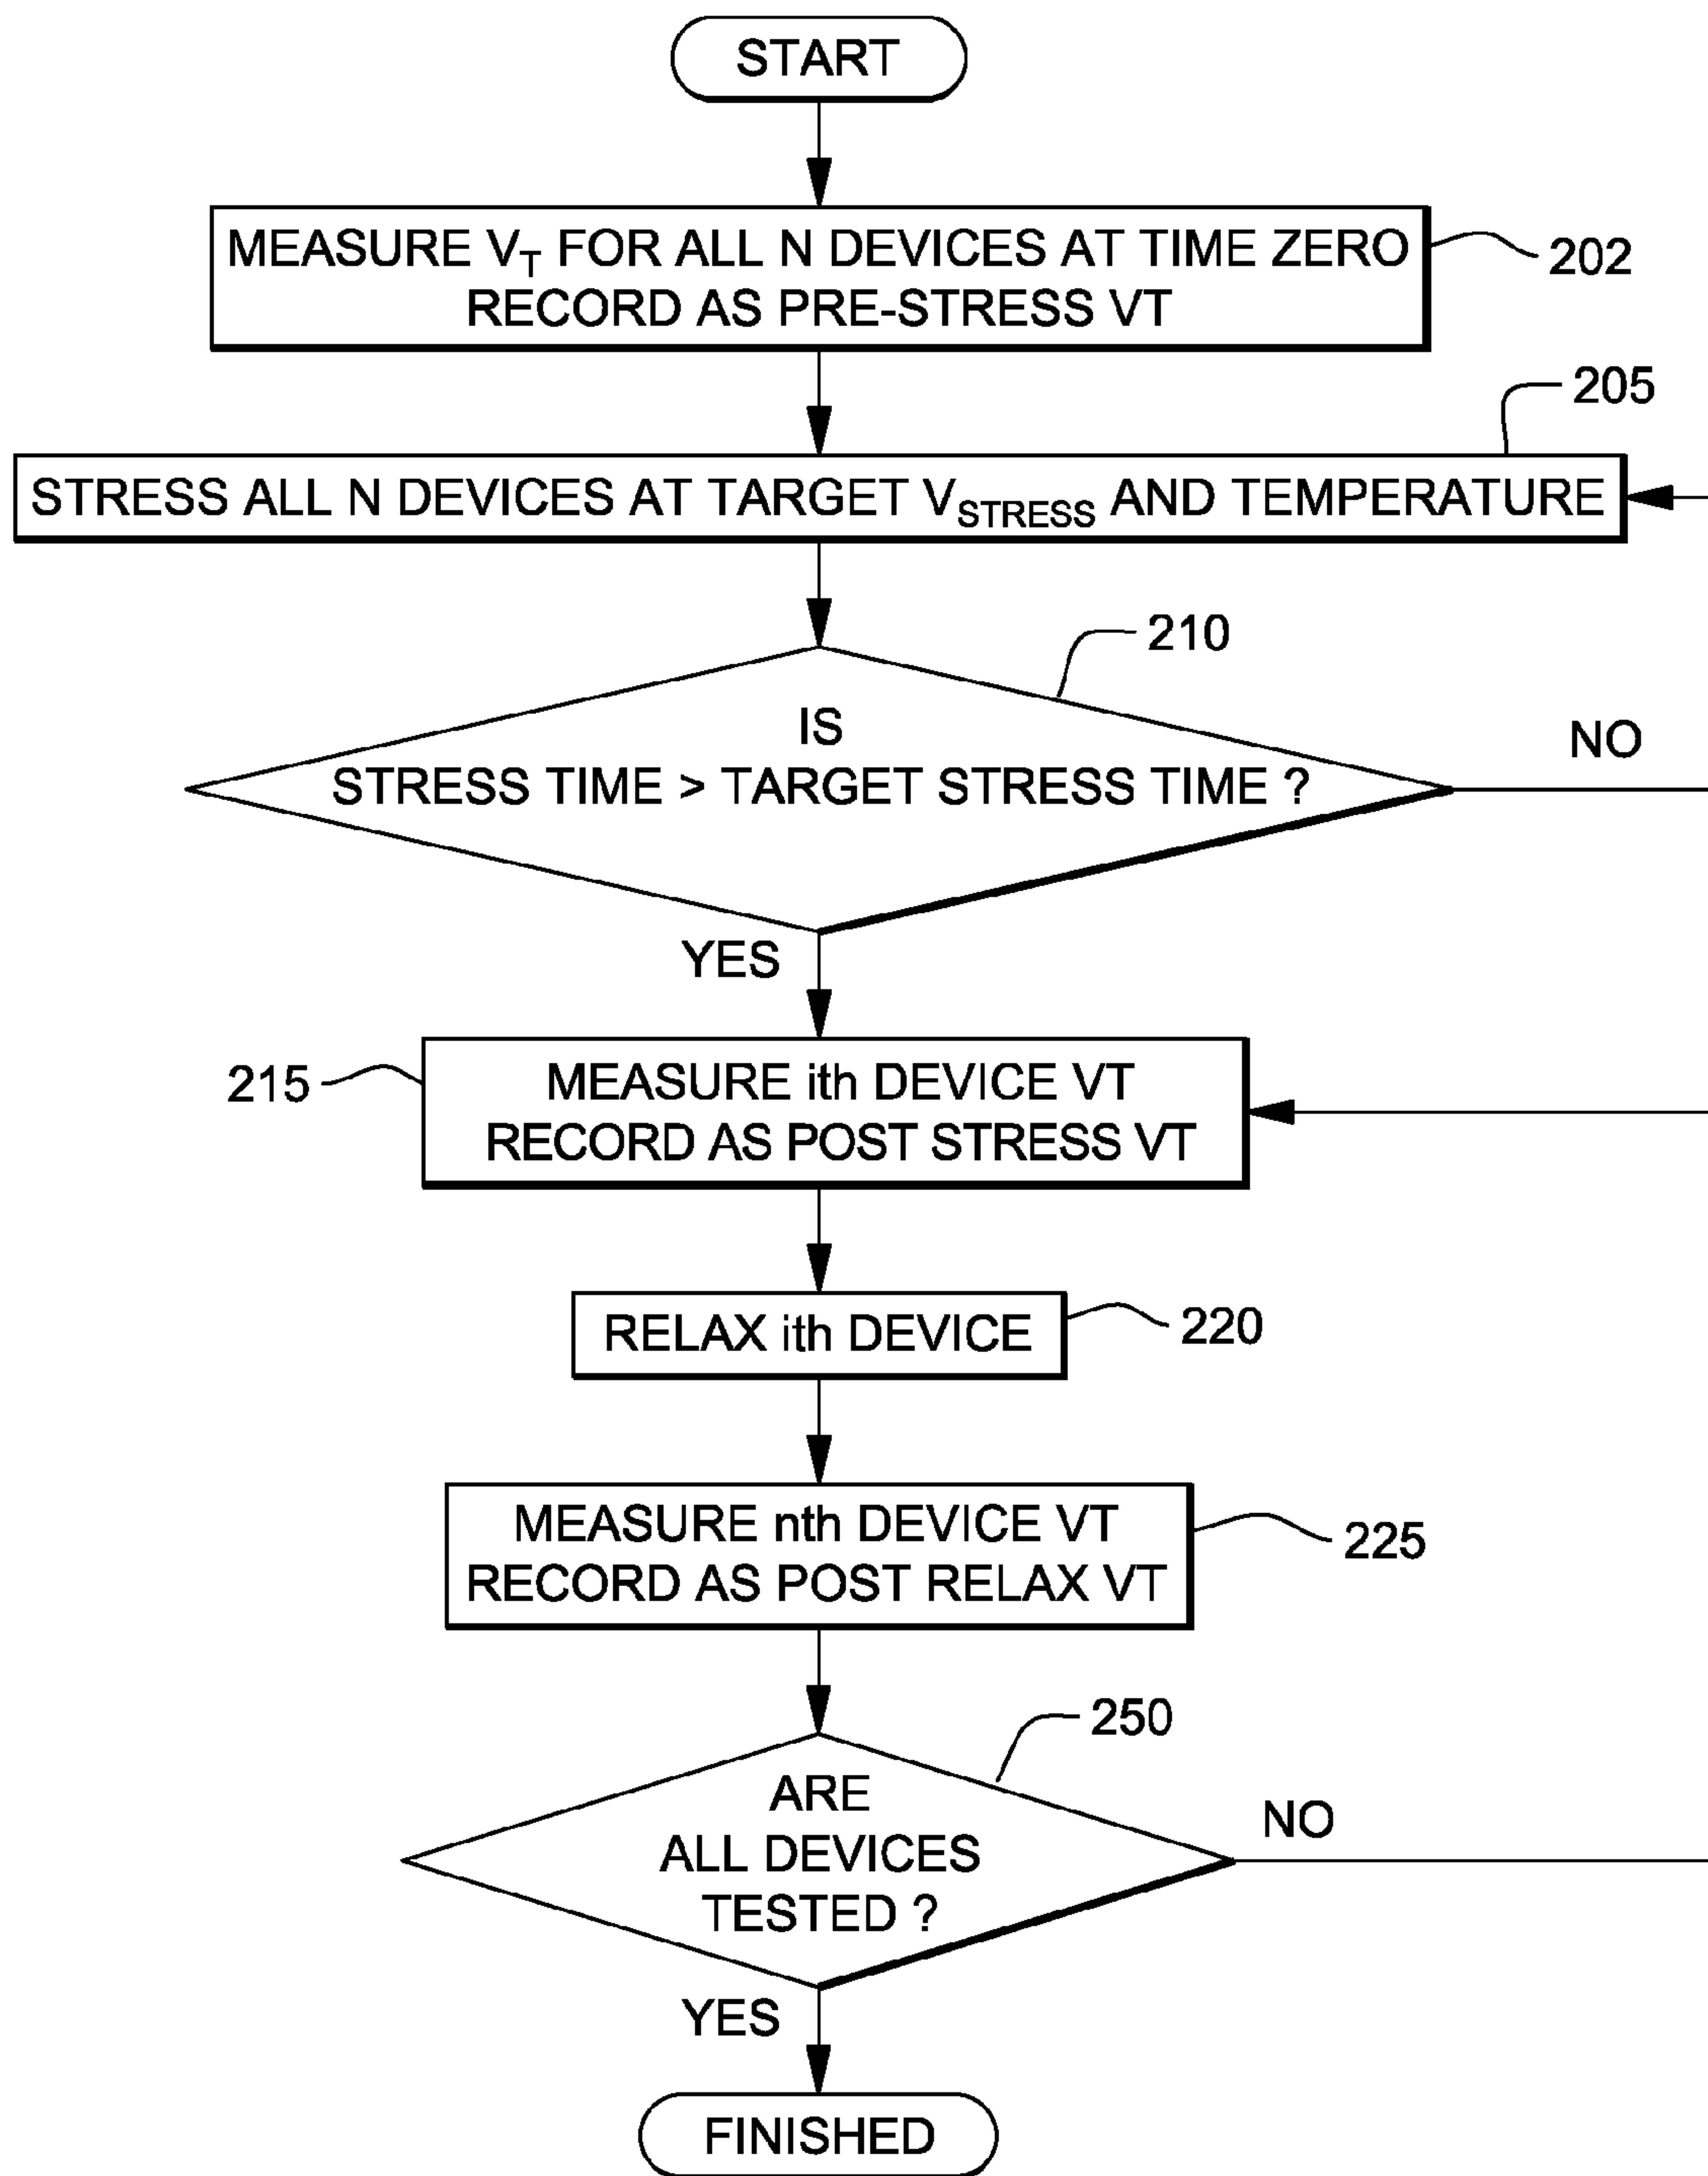 START
MEASURE V_T FOR ALL N DEVICES AT TIME ZERO
RECORD AS PRE-STRESS VT
202
205
STRESS ALL N DEVICES AT TARGET V_STRESS AND TEMPERATURE
210
IS
STRESS TIME > TARGET STRESS TIME ?
NO
YES
215
MEASURE ith DEVICE VT
RECORD AS POST STRESS VT
RELAX ith DEVICE
220
MEASURE nth DEVICE VT
RECORD AS POST RELAX VT
225
250
ARE
ALL DEVICES
TESTED ?
NO
YES
FINISHED